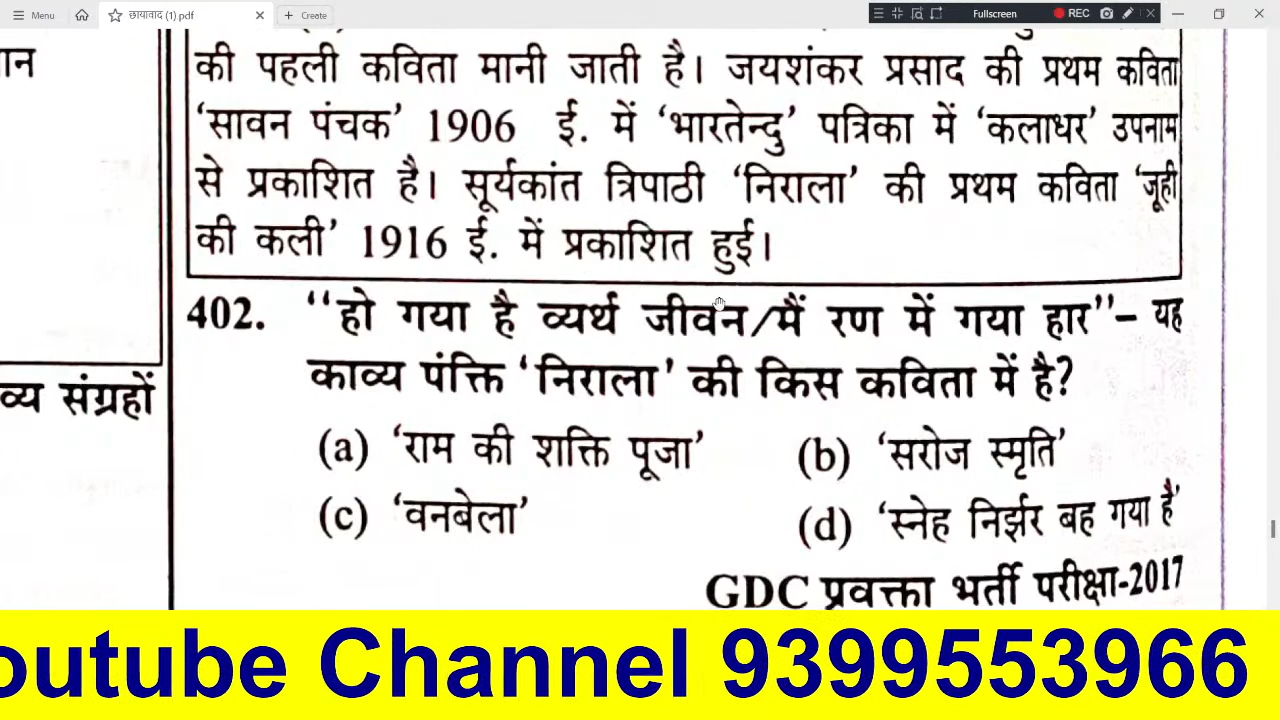 Menu
छायावाद (1).pdf
Create
Fullscreen
REC
ान
की पहली कविता मानी जाती है। जयशंकर प्रसाद की प्रथम कविता
‘सावन पंचक’ 1906 ई. में ‘भारतेन्दु’ पत्रिका में ‘कलाधर’ उपनाम
से प्रकाशित है। सूर्यकांत त्रिपाठी ‘निराला’ की प्रथम कविता ‘जूही
की कली’ 1916 ई. में प्रकाशित हुई।
व्य संग्रहों
402. “हो गया है व्यर्थ जीवन/मैं रण में गया हार”– यह
काव्य पंक्ति ‘निराला’ की किस कविता में है?
(a) ‘राम की शक्ति पूजा’ (b) ‘सरोज स्मृति’
(c) ‘वनबेला’ (d) ‘स्नेह निर्झर बह गया है’
GDC प्रवक्ता भर्ती परीक्षा-2017
outube Channel 9399553966